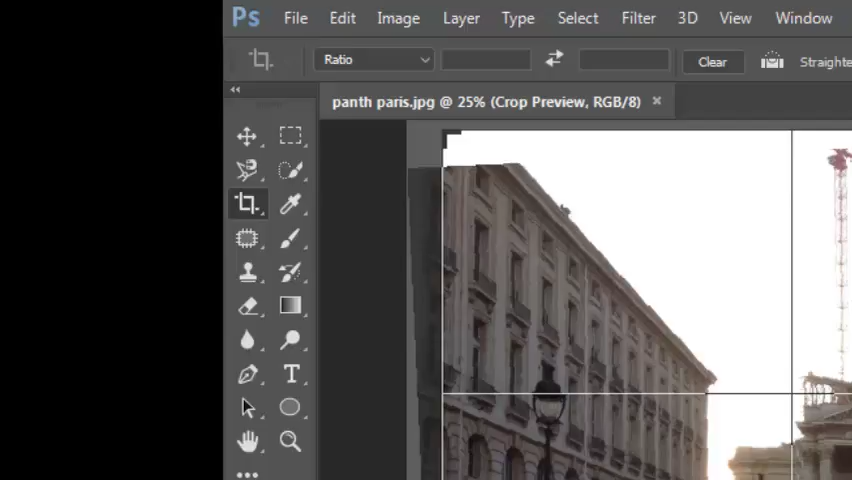 Ps File Edit Image Layer Type Select Filter 3D View Window
Ratio Clear Straighte
panth paris.jpg @ 25% (Crop Preview, RGB/8) ×
T